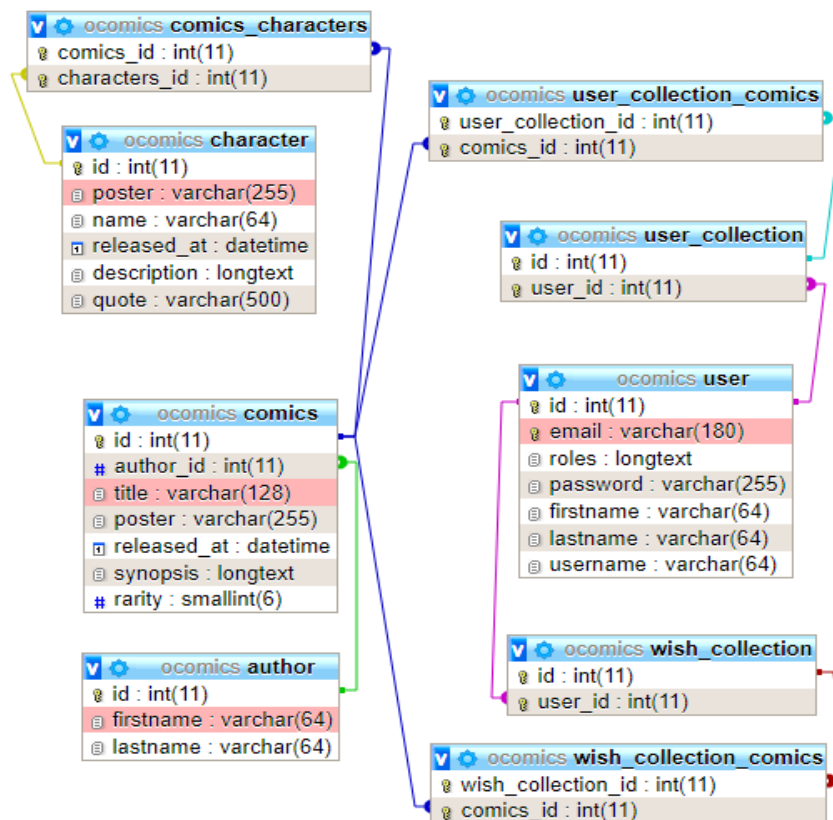 ocomics comics_characters
comics_id : int(11)
characters_id : int(11)
ocomics character
id : int(11)
poster : varchar(255)
name : varchar(64)
released_at : datetime
description : longtext
quote : varchar(500)
ocomics comics
id : int(11)
author_id : int(11)
title : varchar(128)
poster : varchar(255)
released_at : datetime
synopsis : longtext
rarity : smallint(6)
ocomics author
id : int(11)
firstname : varchar(64)
lastname : varchar(64)
ocomics user_collection_comics
user_collection_id : int(11)
comics_id : int(11)
ocomics user_collection
id : int(11)
user_id : int(11)
ocomics user
id : int(11)
email : varchar(180)
roles : longtext
password : varchar(255)
firstname : varchar(64)
lastname : varchar(64)
username : varchar(64)
ocomics wish_collection
id : int(11)
user_id : int(11)
ocomics wish_collection_comics
wish_collection_id : int(11)
comics_id : int(11)